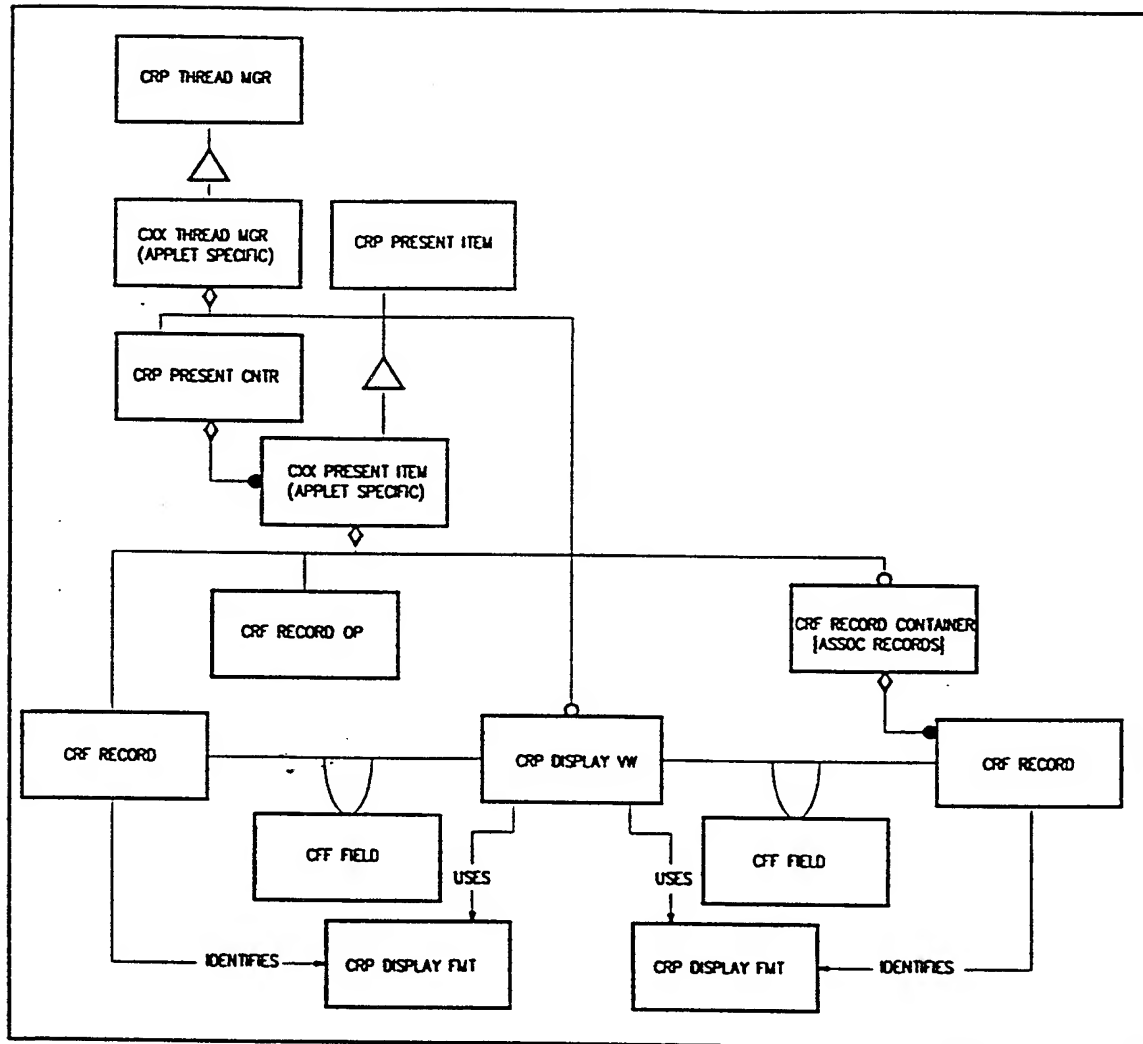 CRP THREAD MGR
CXX THREAD MGR
(APPLET SPECIFIC)
CRP PRESENT ITEM
CRP PRESENT CNTR
CXX PRESENT ITEM
(APPLET SPECIFIC)
CRF RECORD OP
CRF RECORD CONTAINER
[ASSOC RECORDS]
CRF RECORD
CRP DISPLAY VW
CRF RECORD
CFF FIELD
CFF FIELD
USES
USES
IDENTIFIES
CRP DISPLAY FMT
CRP DISPLAY FMT
IDENTIFIES